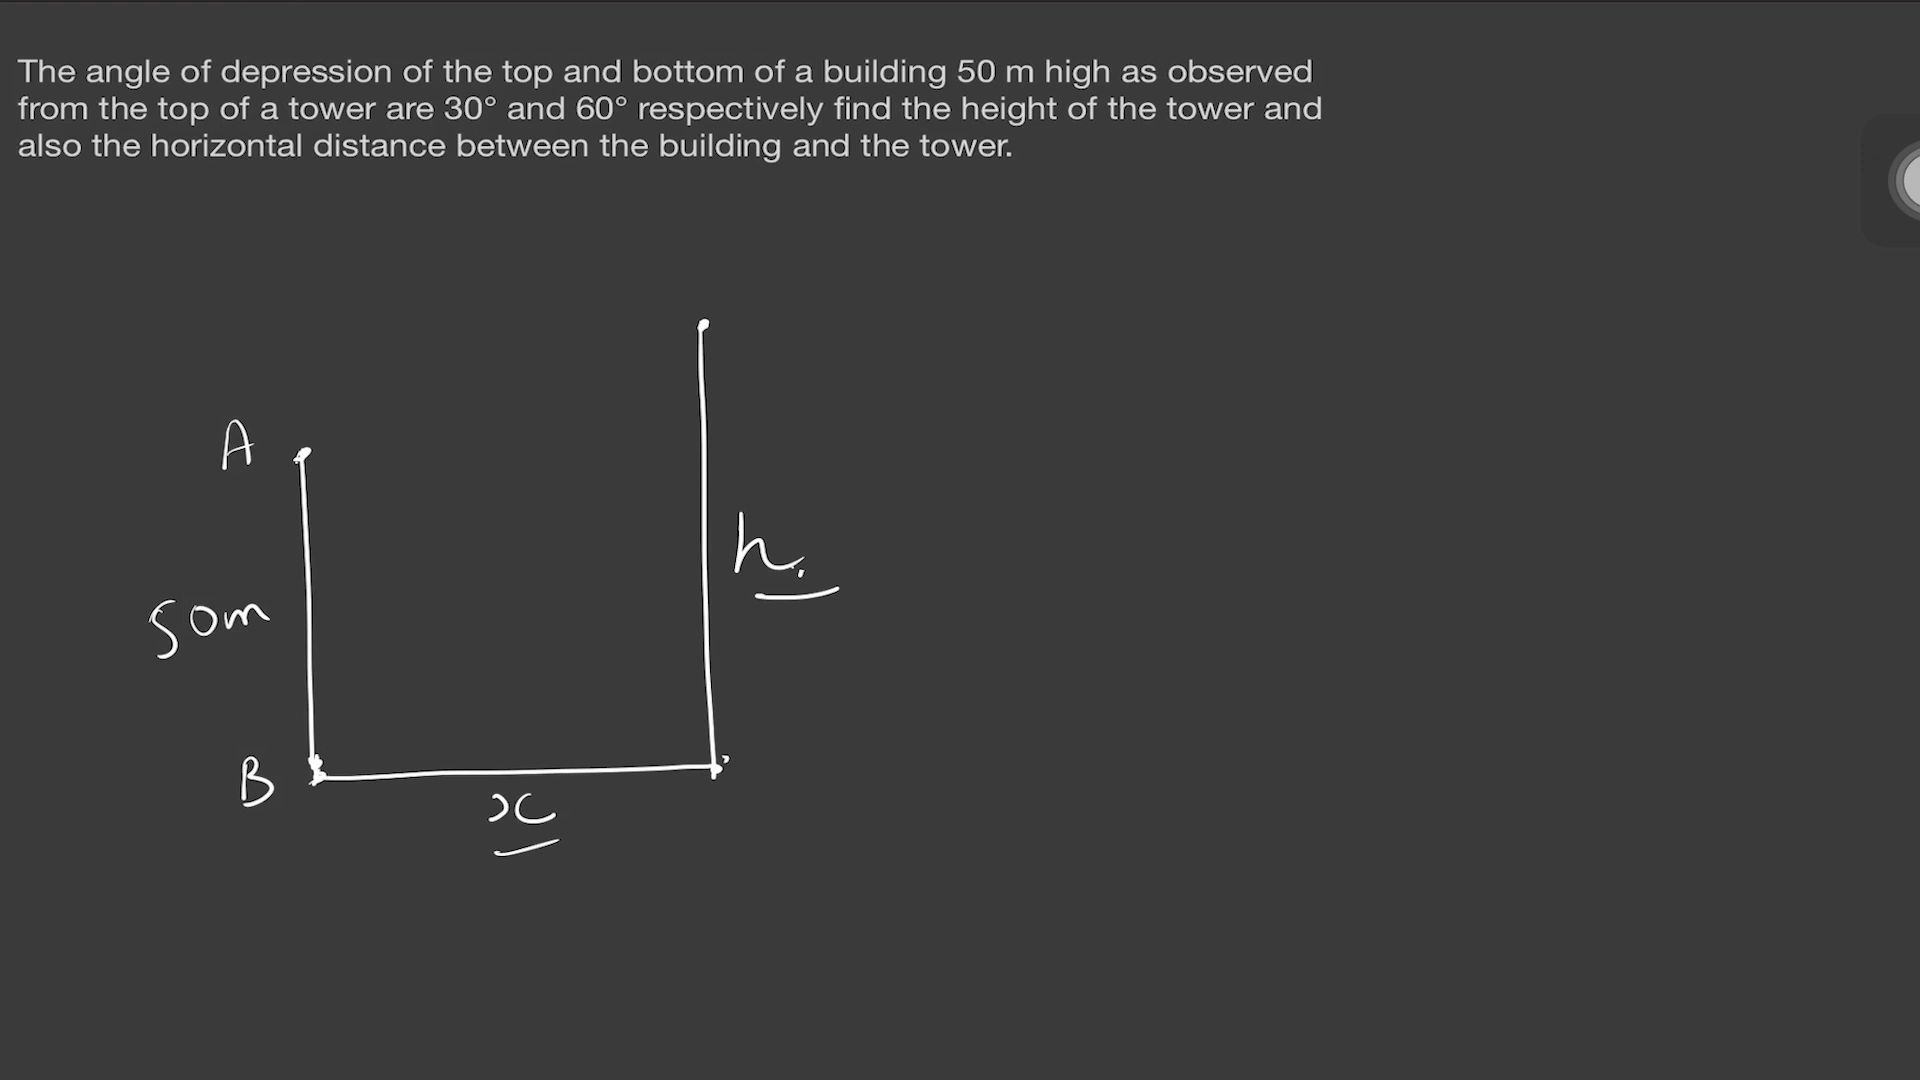 The angle of depression of the top and bottom of a building 50 m high as observed
from the top of a tower are 30° and 60° respectively find the height of the tower and
also the horizontal distance between the building and the tower.
A
h.
50m
B
x